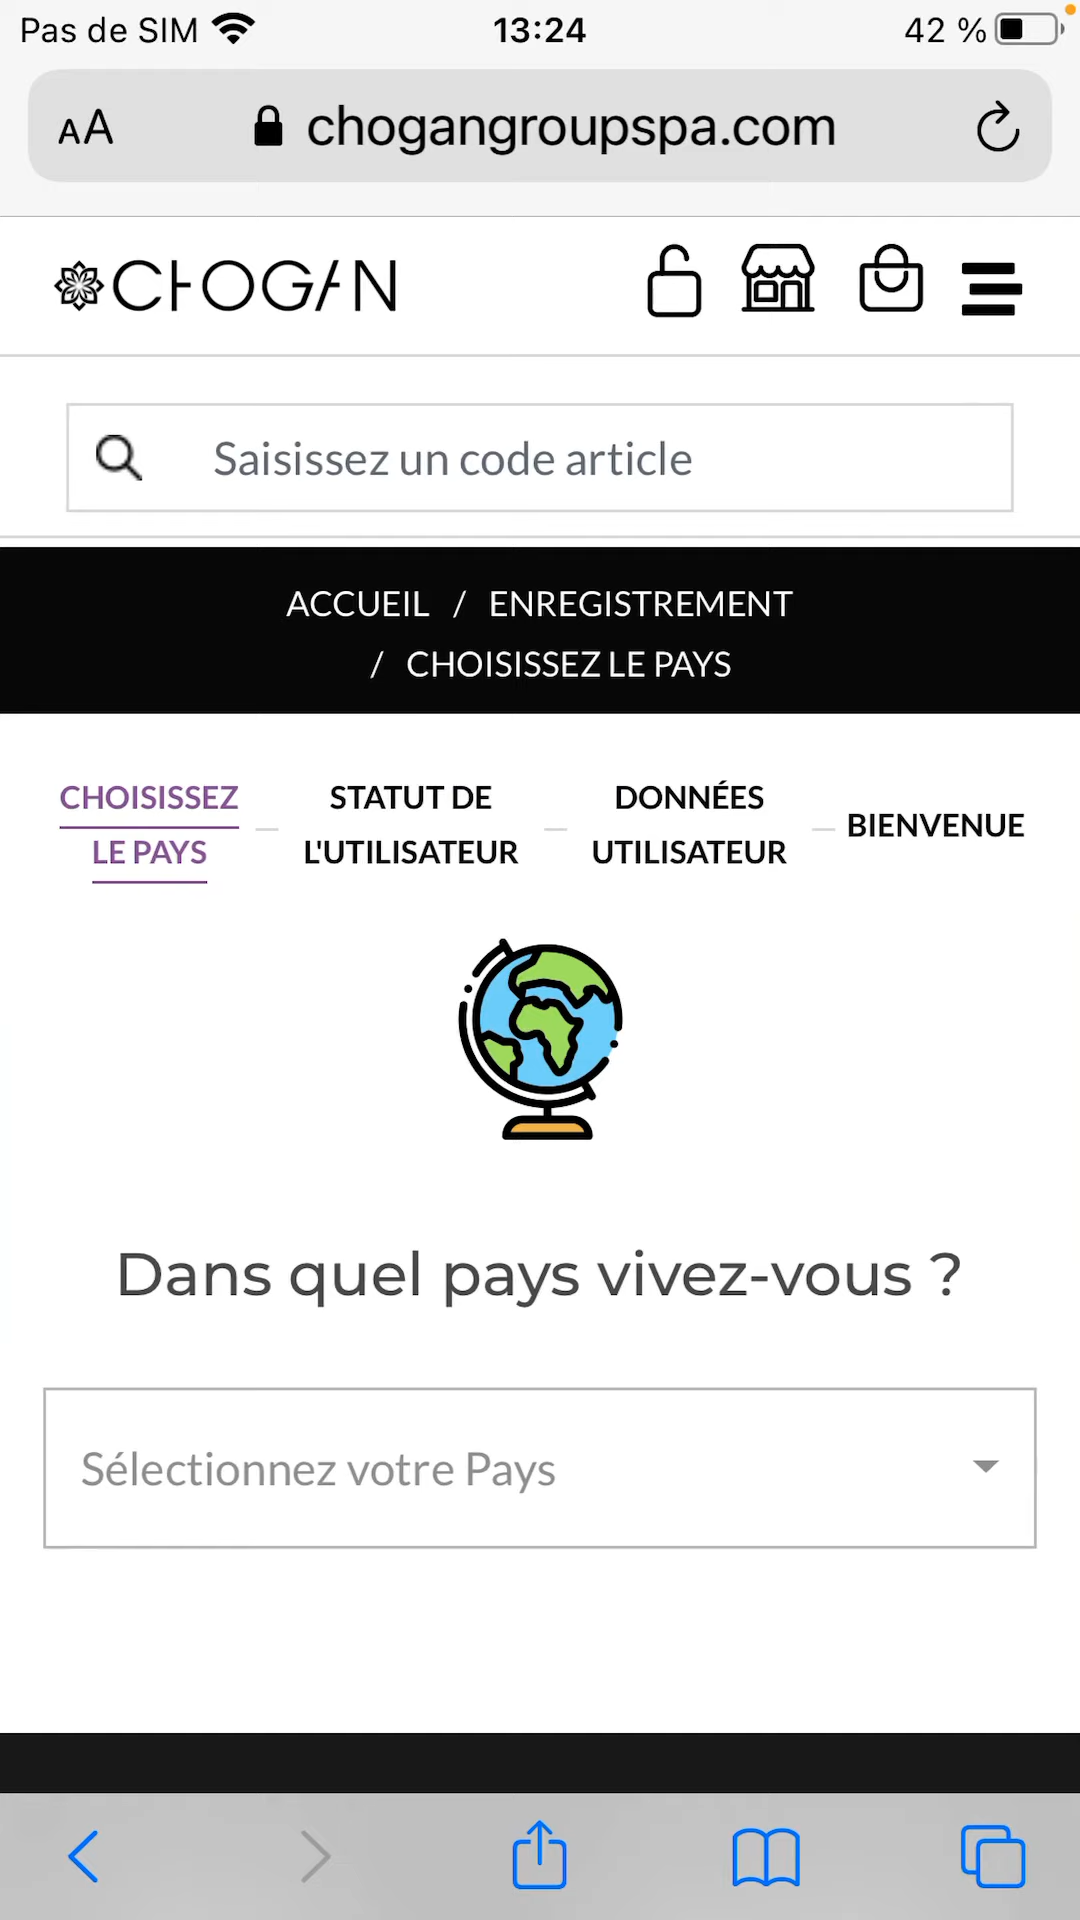 Pas de SIM 13:24 42 %
AA chogangroupspa.com
CHOGAN
Saisissez un code article
ACCUEIL / ENREGISTREMENT
/ CHOISISSEZ LE PAYS
CHOISISSEZ LE PAYS
STATUT DE L'UTILISATEUR
DONNÉES UTILISATEUR
BIENVENUE
Dans quel pays vivez-vous ?
Sélectionnez votre Pays